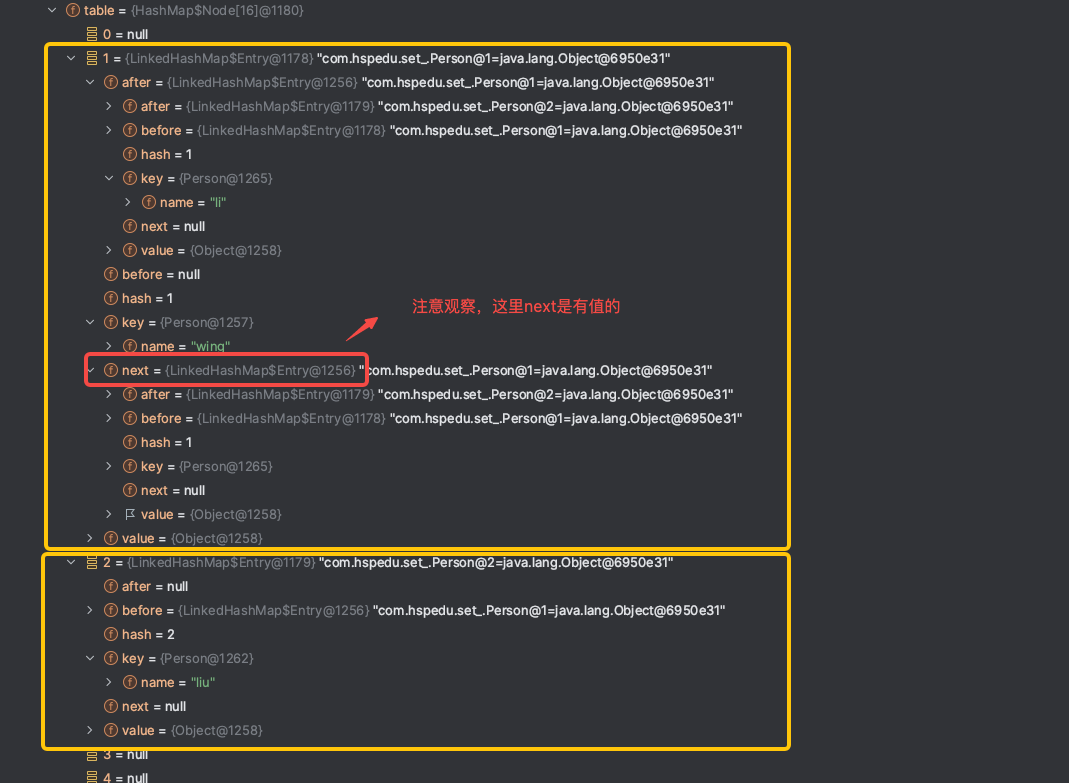 table = {HashMap$Node[16]@1180}
0 = null
1 = {LinkedHashMap$Entry@1178} "com.hspedu.set_.Person@1=java.lang.Object@6950e31"
after = {LinkedHashMap$Entry@1256} "com.hspedu.set_.Person@1=java.lang.Object@6950e31"
after = {LinkedHashMap$Entry@1179} "com.hspedu.set_.Person@2=java.lang.Object@6950e31"
before = {LinkedHashMap$Entry@1178} "com.hspedu.set_.Person@1=java.lang.Object@6950e31"
hash = 1
key = {Person@1265}
name = "li"
next = null
value = {Object@1258}
before = null
hash = 1
注意观察，这里next是有值的
key = {Person@1257}
name = "wing"
next = {LinkedHashMap$Entry@1256} "com.hspedu.set_.Person@1=java.lang.Object@6950e31"
after = {LinkedHashMap$Entry@1179} "com.hspedu.set_.Person@2=java.lang.Object@6950e31"
before = {LinkedHashMap$Entry@1178} "com.hspedu.set_.Person@1=java.lang.Object@6950e31"
hash = 1
key = {Person@1265}
next = null
value = {Object@1258}
value = {Object@1258}
2 = {LinkedHashMap$Entry@1179} "com.hspedu.set_.Person@2=java.lang.Object@6950e31"
after = null
before = {LinkedHashMap$Entry@1256} "com.hspedu.set_.Person@1=java.lang.Object@6950e31"
hash = 2
key = {Person@1262}
name = "liu"
next = null
value = {Object@1258}
3 = null
4 = null